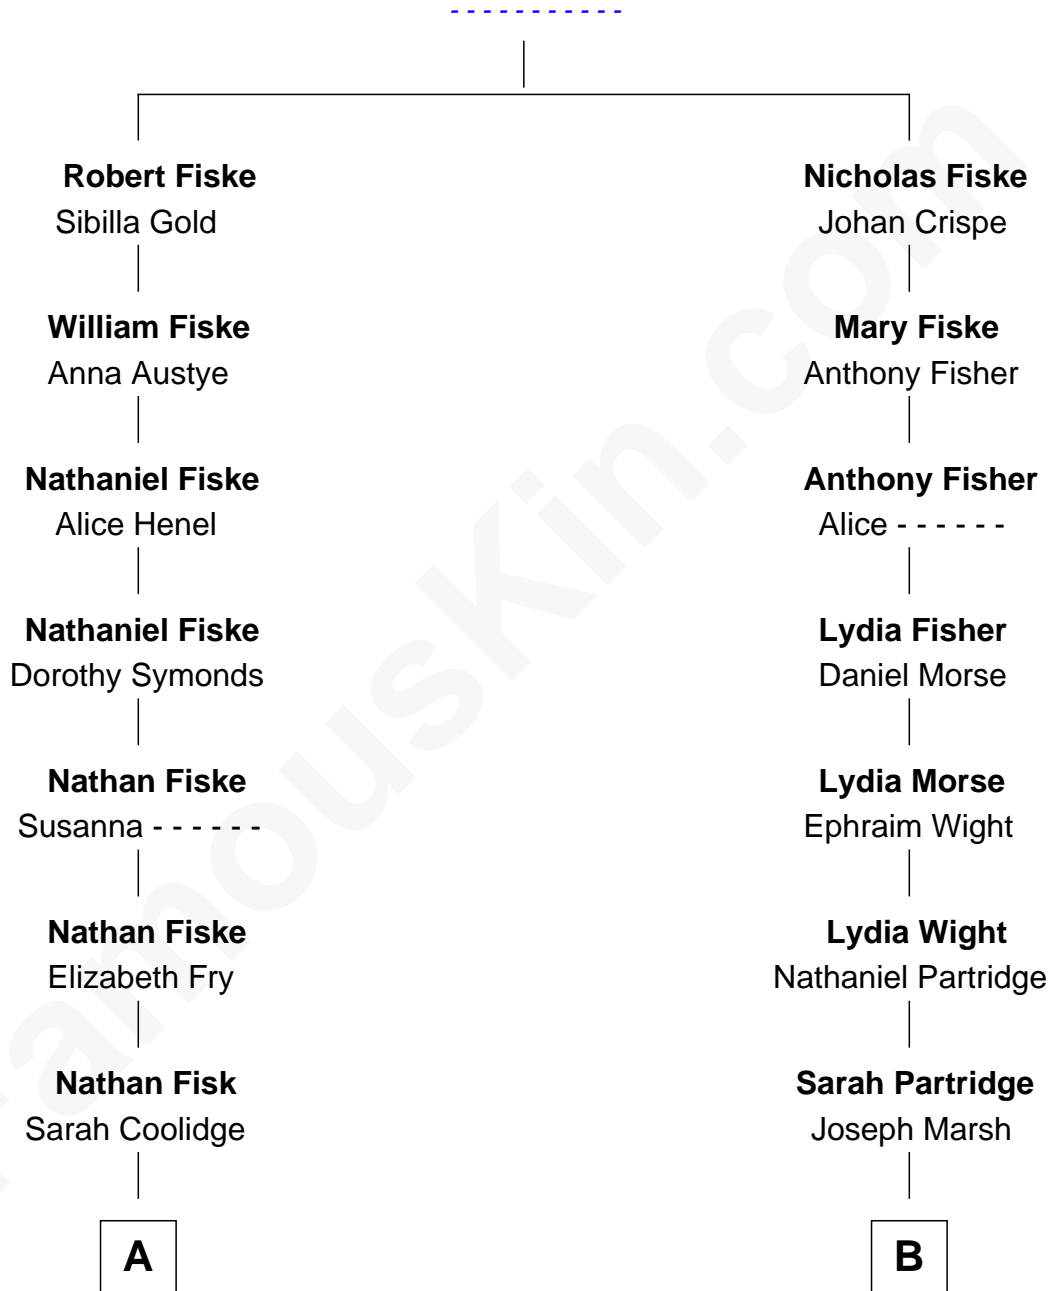 - - - - - - - - - - -
Robert Fiske
Sibilla Gold
Nicholas Fiske
Johan Crispe
William Fiske
Anna Austye
Mary Fiske
Anthony Fisher
Nathaniel Fiske
Alice Henel
Anthony Fisher
Alice - - - - - -
Nathaniel Fiske
Dorothy Symonds
Lydia Fisher
Daniel Morse
Nathan Fiske
Susanna - - - - - -
Lydia Morse
Ephraim Wight
Nathan Fiske
Elizabeth Fry
Lydia Wight
Nathaniel Partridge
Nathan Fisk
Sarah Coolidge
Sarah Partridge
Joseph Marsh
A
B
FamousKin.com